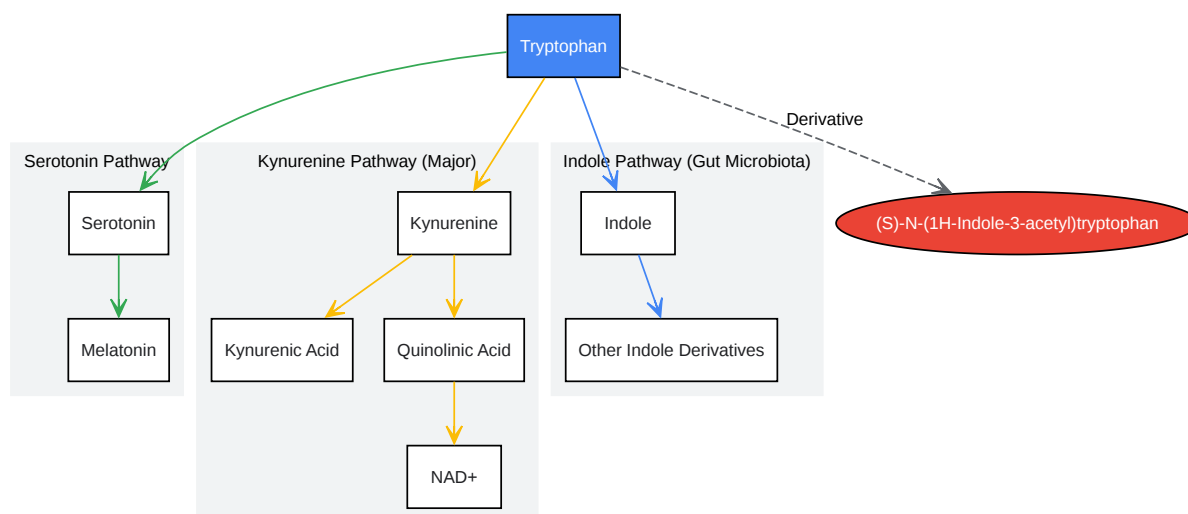 Tryptophan
Derivative
Serotonin Pathway
Kynurenine Pathway (Major)
Indole Pathway (Gut Microbiota)
Serotonin
Kynurenine
Indole
(S)-N-(1H-Indole-3-acetyl)tryptophan
Melatonin
Kynurenic Acid
Quinolinic Acid
Other Indole Derivatives
NAD+